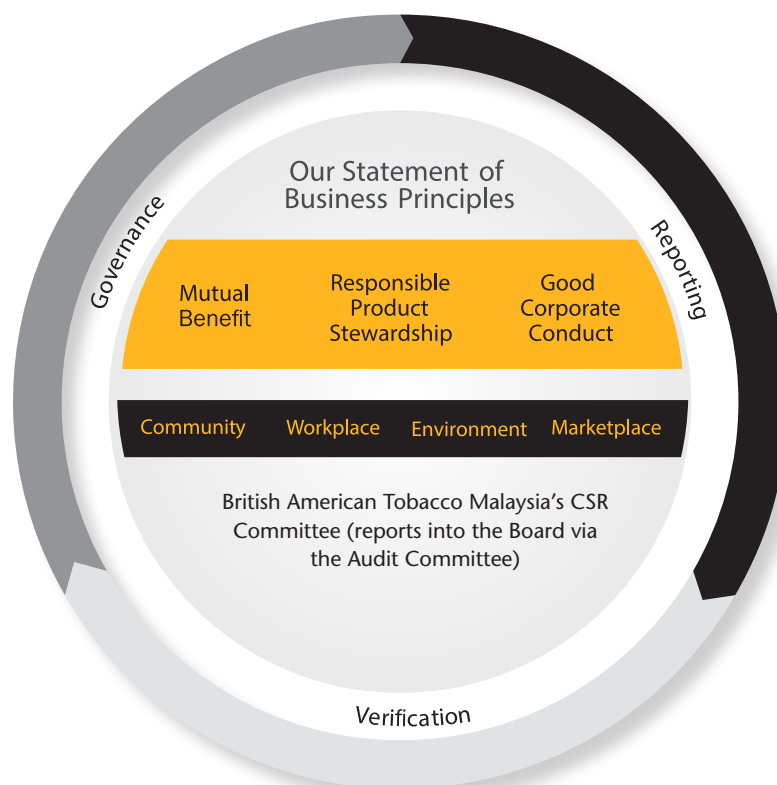 Our Statement of
Business Principles
Governance
Reporting
Mutual
Benefit
Responsible
Product
Stewardship
Good
Corporate
Conduct
Community
Workplace
Environment
Marketplace
British American Tobacco Malaysia's CSR
Committee (reports into the Board via
the Audit Committee)
Verification